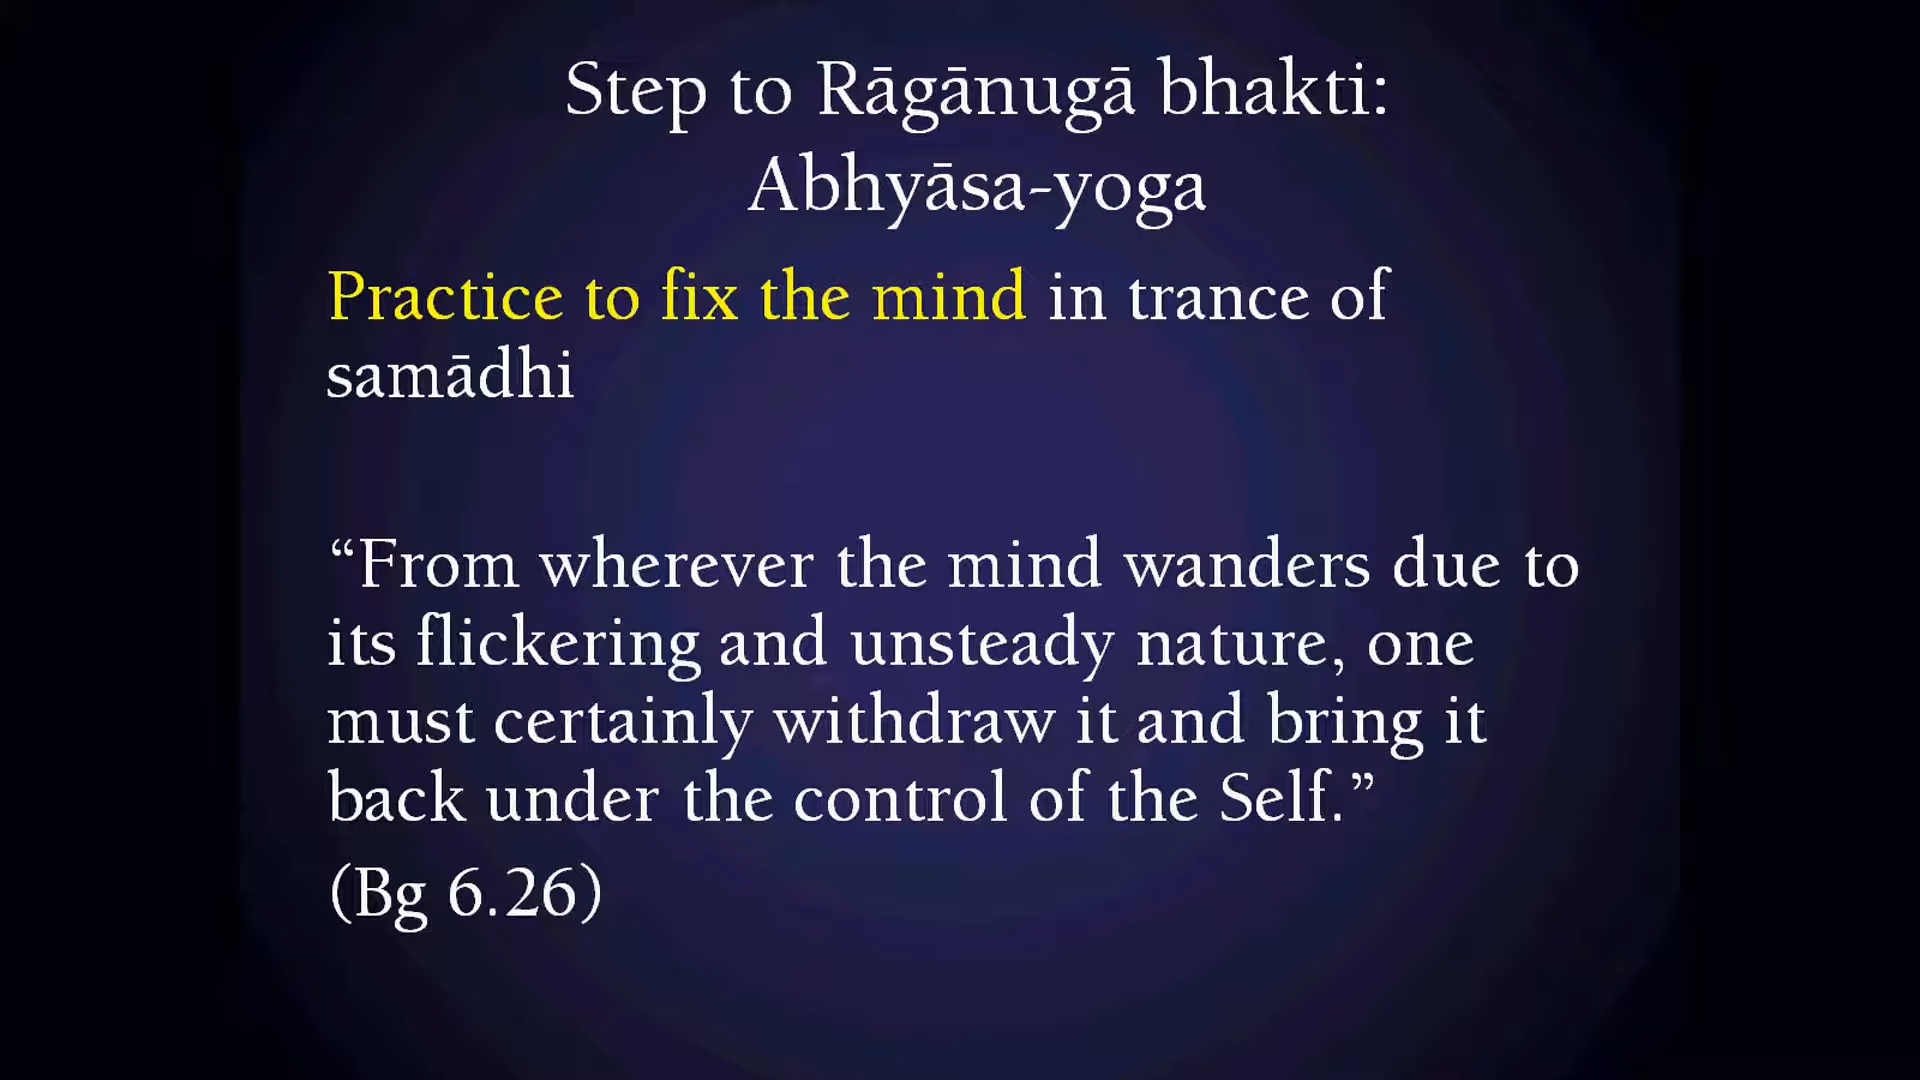 Step to Rāgānugā bhakti:
Abhyāsa-yoga
Practice to fix the mind in trance of
samādhi
“From wherever the mind wanders due to
its flickering and unsteady nature, one
must certainly withdraw it and bring it
back under the control of the Self.”
(Bg 6.26)